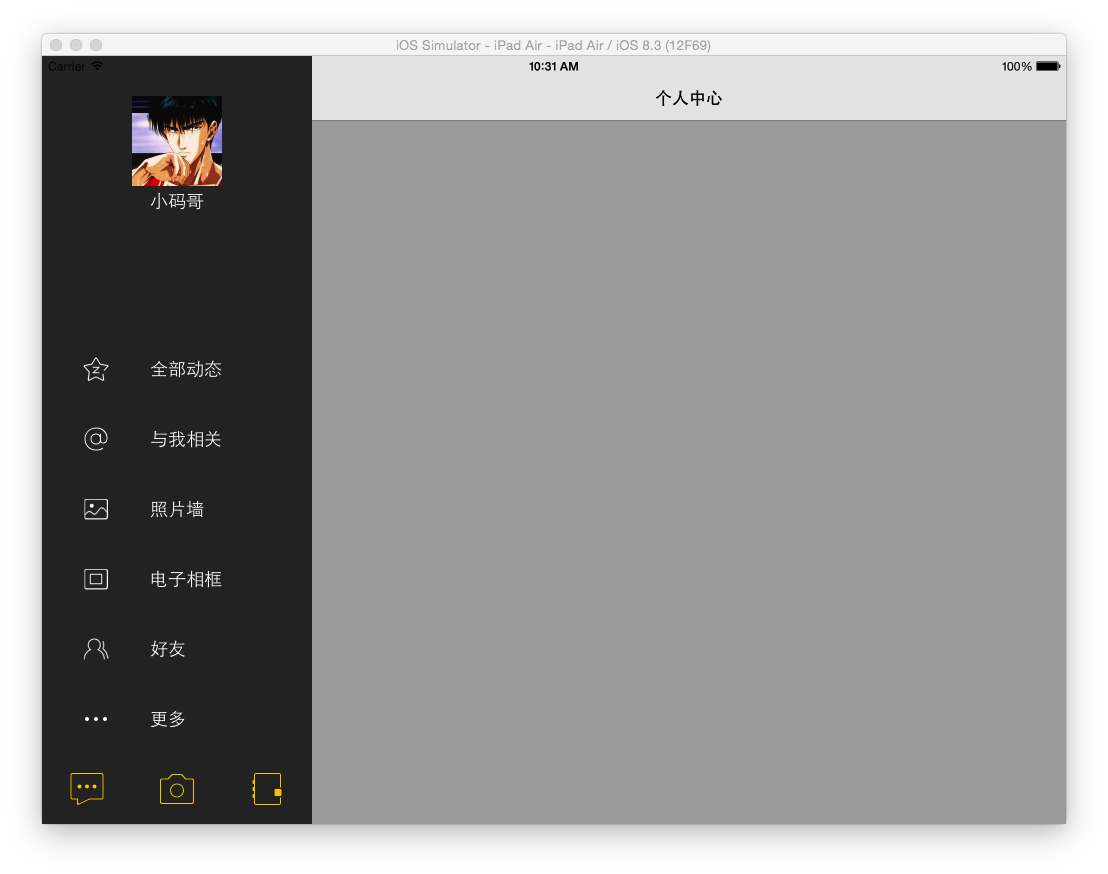 iOS Simulator - iPad Air - iPad Air / iOS 8.3 (12F69)
Carrier 10:31 AM 100%
个人中心
小码哥
全部动态
与我相关
照片墙
电子相框
好友
更多